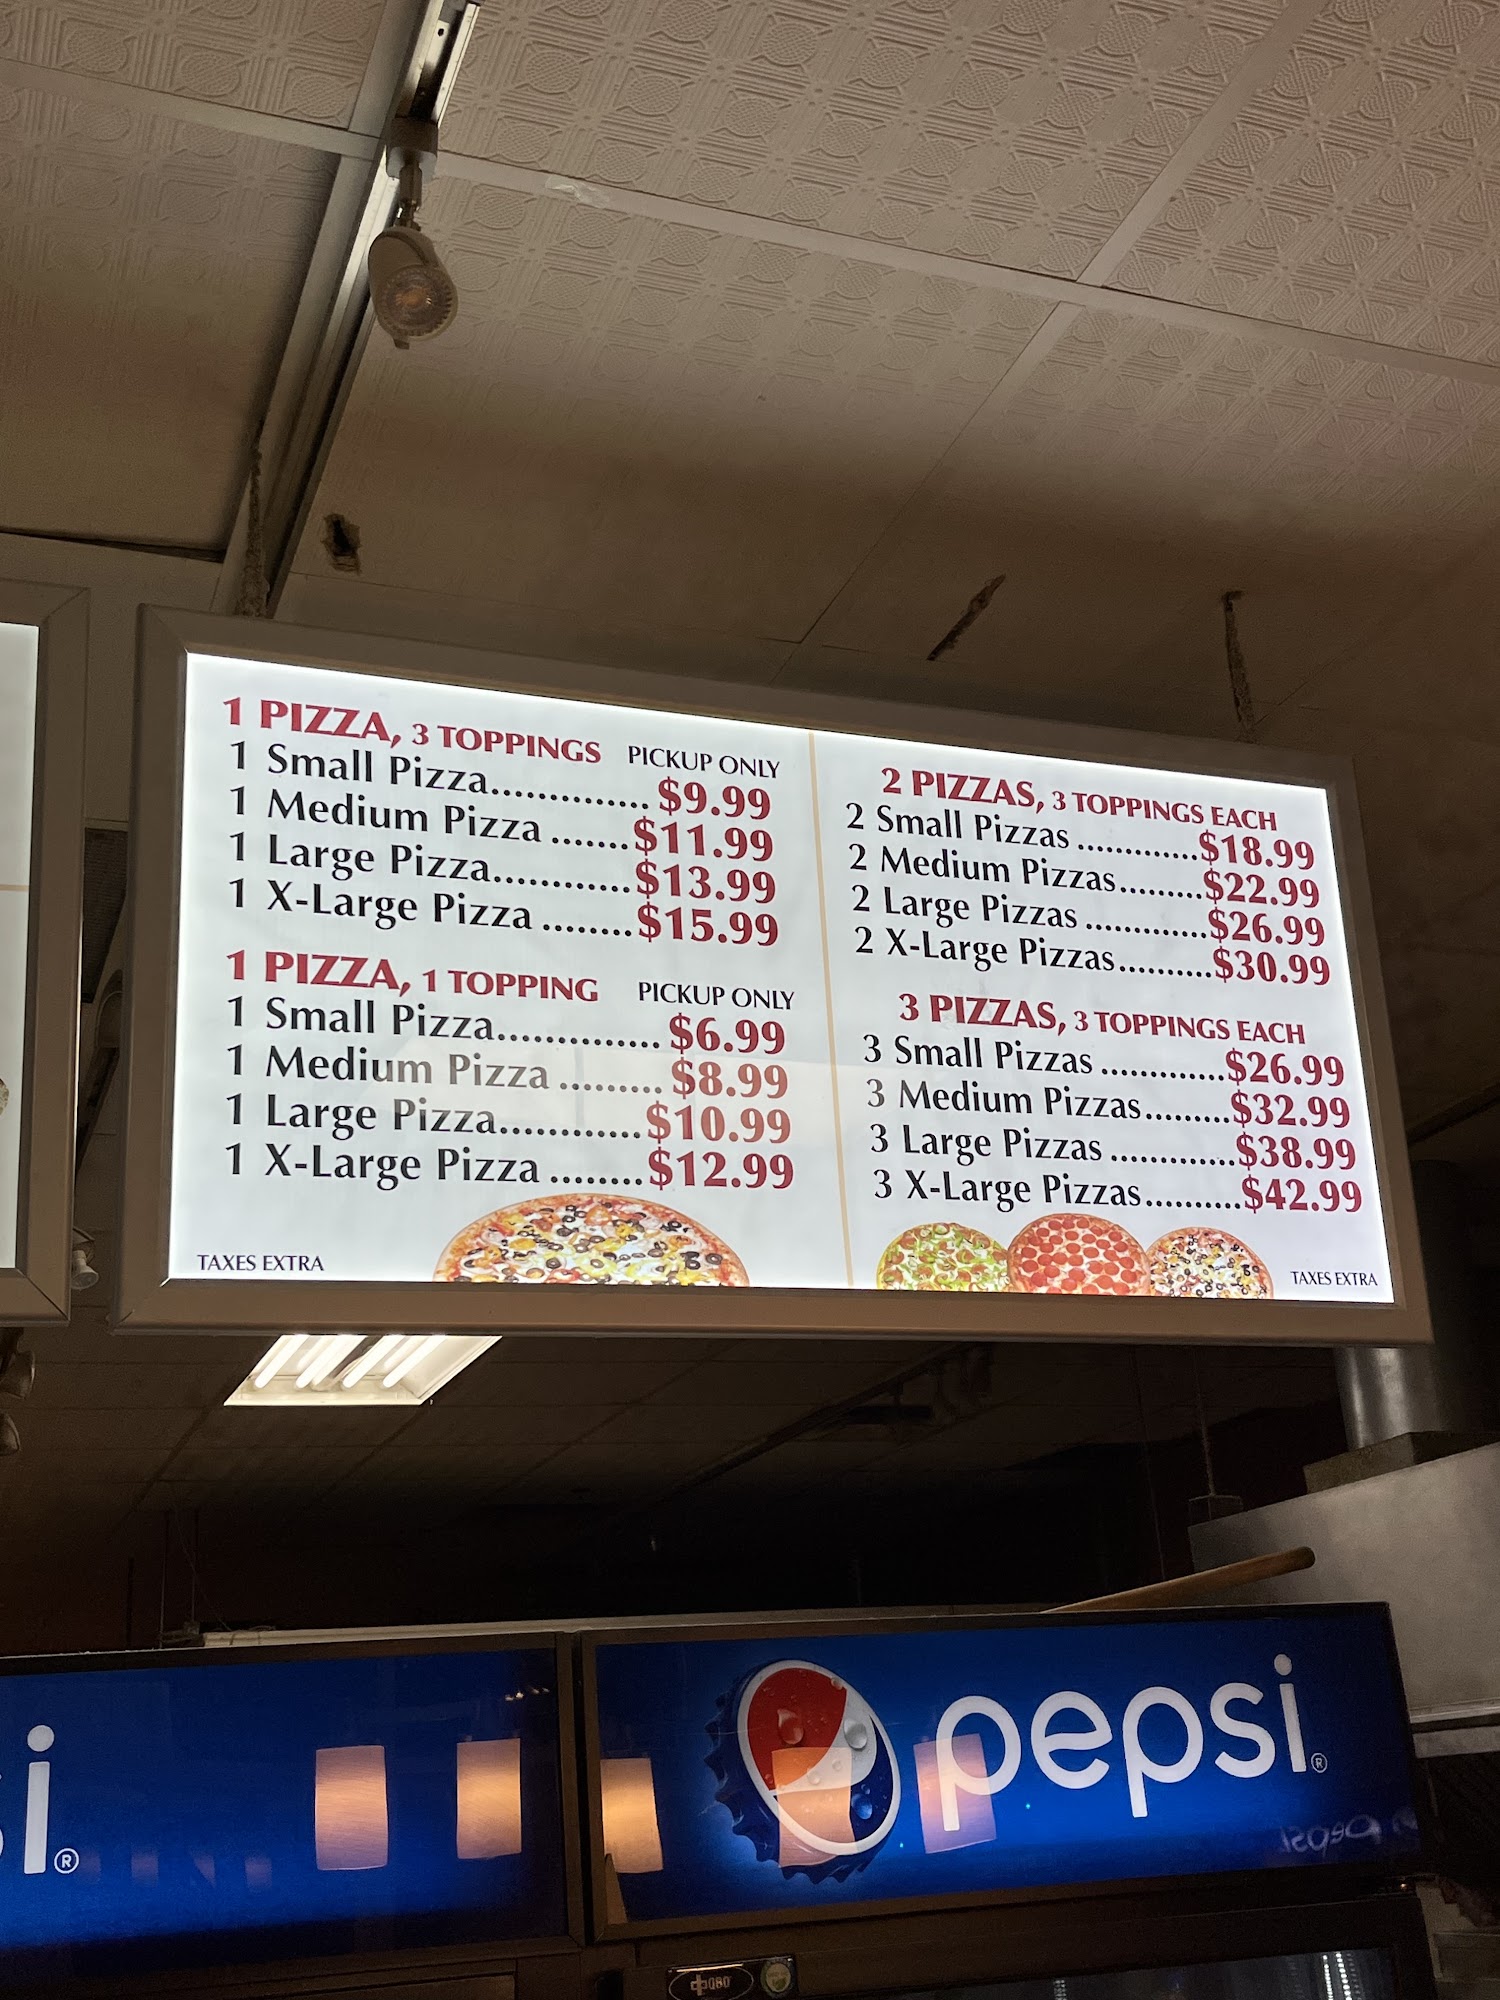 1 PIZZA, 3 TOPPINGS PICKUP ONLY
1 Small Pizza.............. $9.99
1 Medium Pizza .......$11.99
1 Large Pizza.............$13.99
1 X-Large Pizza .........$15.99
1 PIZZA, 1 TOPPING PICKUP ONLY
1 Small Pizza............... $6.99
1 Medium Pizza .......... $8.99
1 Large Pizza.............$10.99
1 X-Large Pizza .........$12.99
TAXES EXTRA
2 PIZZAS, 3 TOPPINGS EACH
2 Small Pizzas .............$18.99
2 Medium Pizzas.........$22.99
2 Large Pizzas .............$26.99
2 X-Large Pizzas..........$30.99
3 PIZZAS, 3 TOPPINGS EACH
3 Small Pizzas .............$26.99
3 Medium Pizzas.........$32.99
3 Large Pizzas .............$38.99
3 X-Large Pizzas..........$42.99
TAXES EXTRA
pepsi®